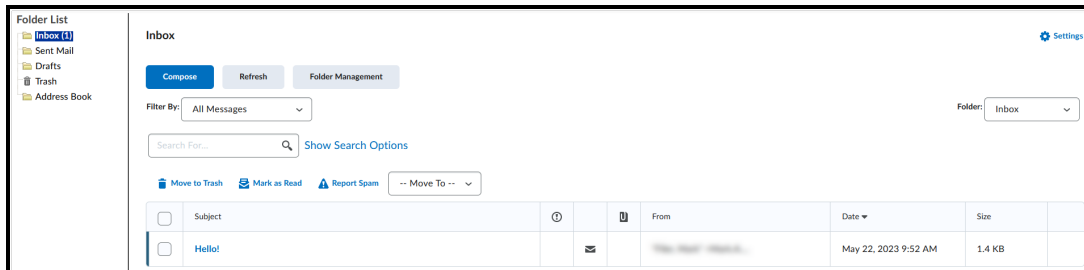 Folder List
Inbox (1)
Sent Mail
Drafts
Trash
Address Book
Inbox
Settings
Compose Refresh Folder Management
Filter By: All Messages Folder: Inbox
Search For... Show Search Options
Move to Trash Mark as Read Report Spam -- Move To --
Subject From Date Size
Hello! May 22, 2023 9:52 AM 1.4 KB